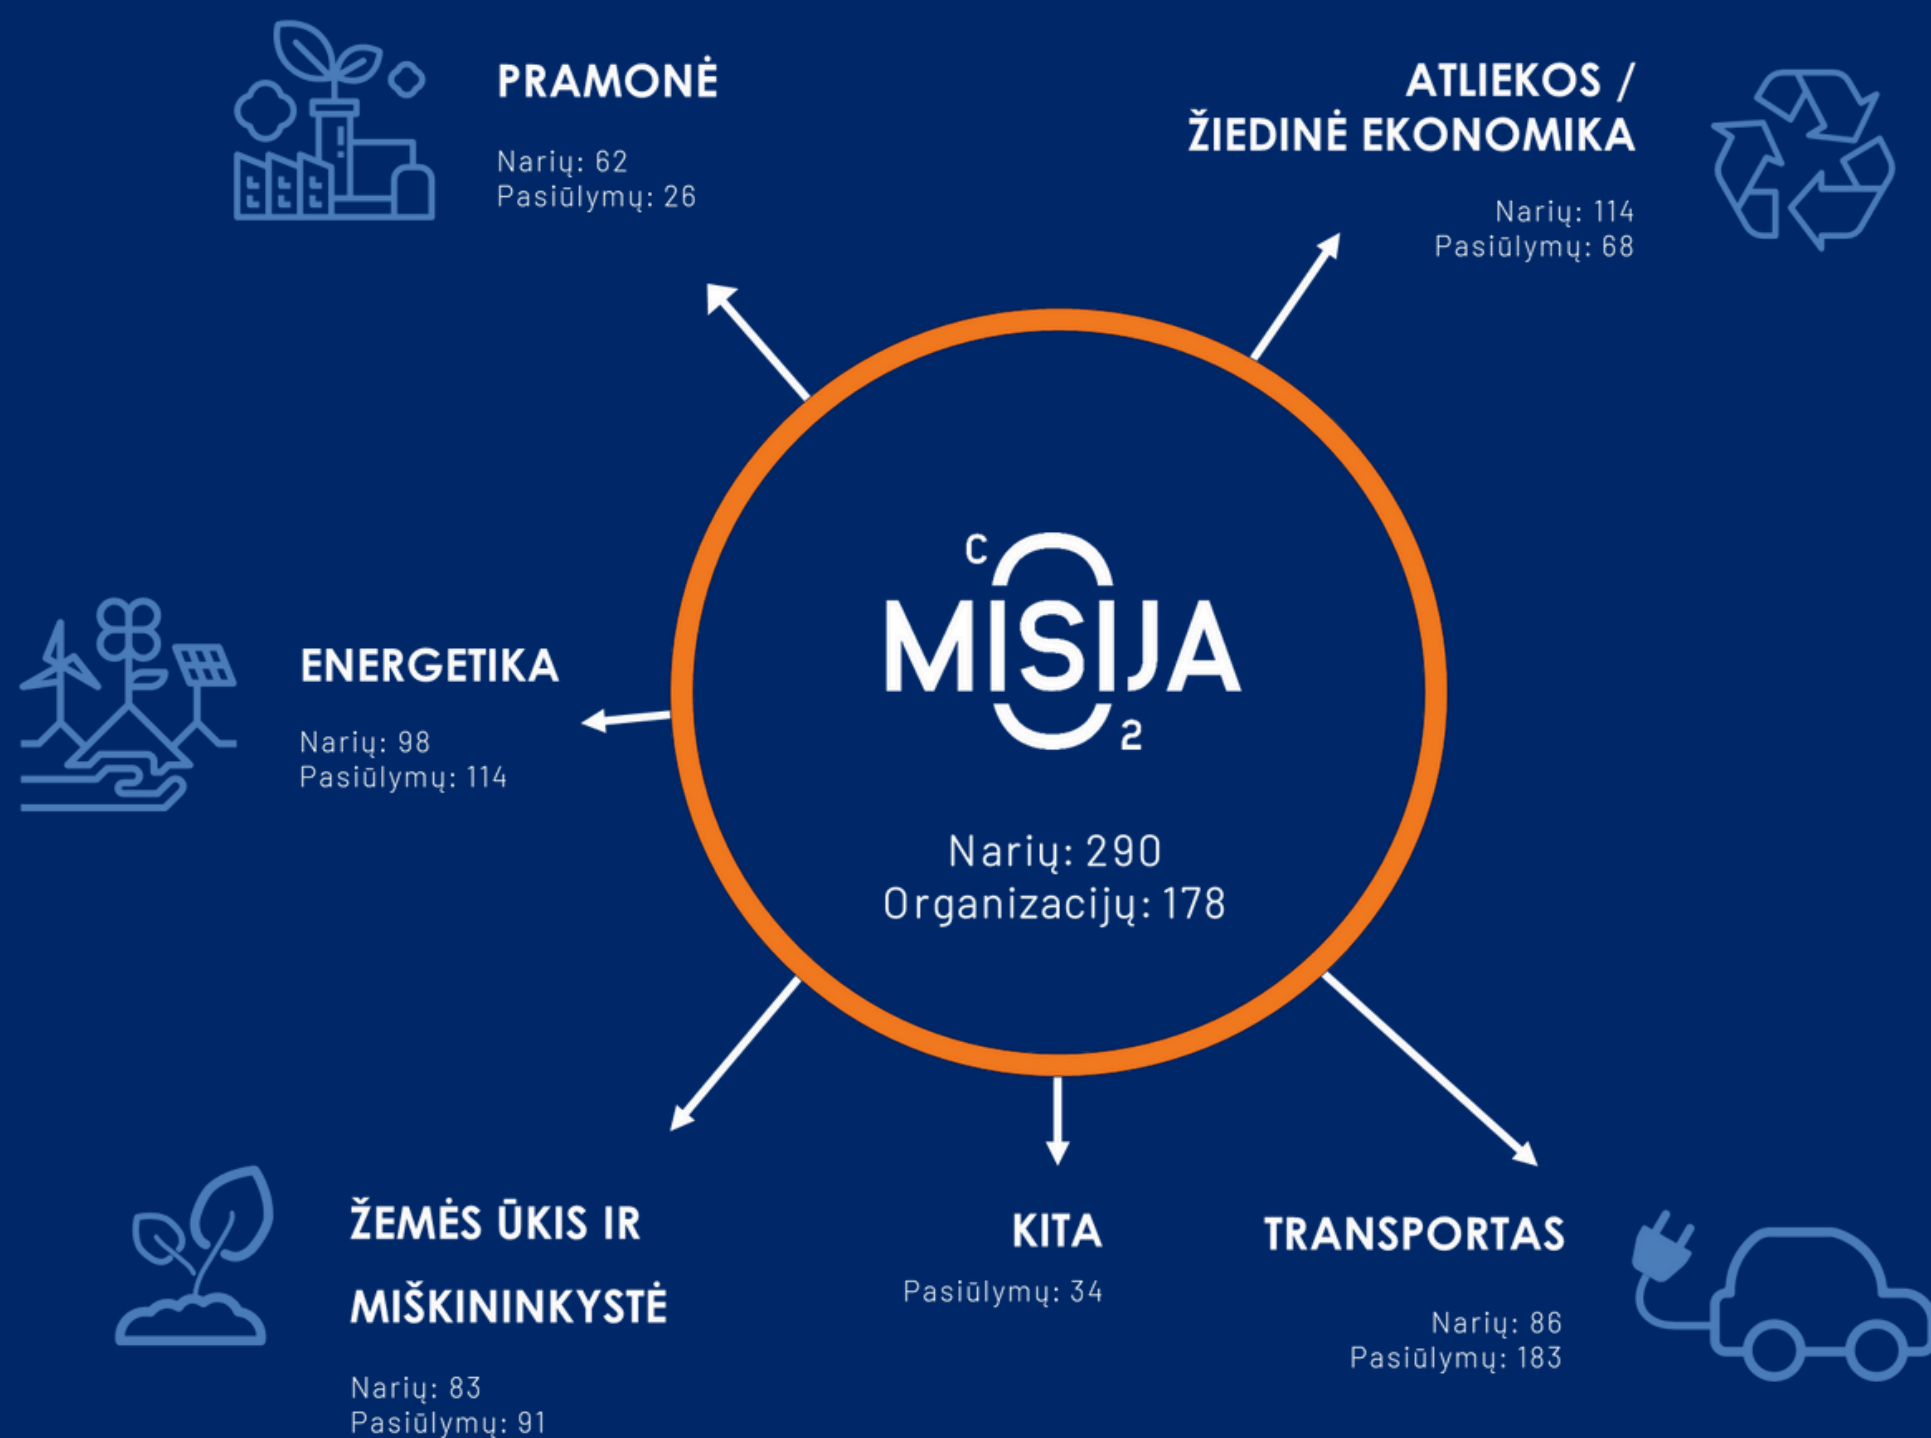 PRAMONĖ
Narių: 62
Pasiūlymų: 26
ATLIEKOS /
ŽIEDINĖ EKONOMIKA
Narių: 114
Pasiūlymų: 68
C
MISIJA
2
Narių: 290
Organizacijų: 178
ENERGETIKA
Narių: 98
Pasiūlymų: 114
ŽEMĖS ŪKIS IR
MIŠKININKYSTĖ
Narių: 83
Pasiūlymų: 91
KITA
Pasiūlymų: 34
TRANSPORTAS
Narių: 86
Pasiūlymų: 183